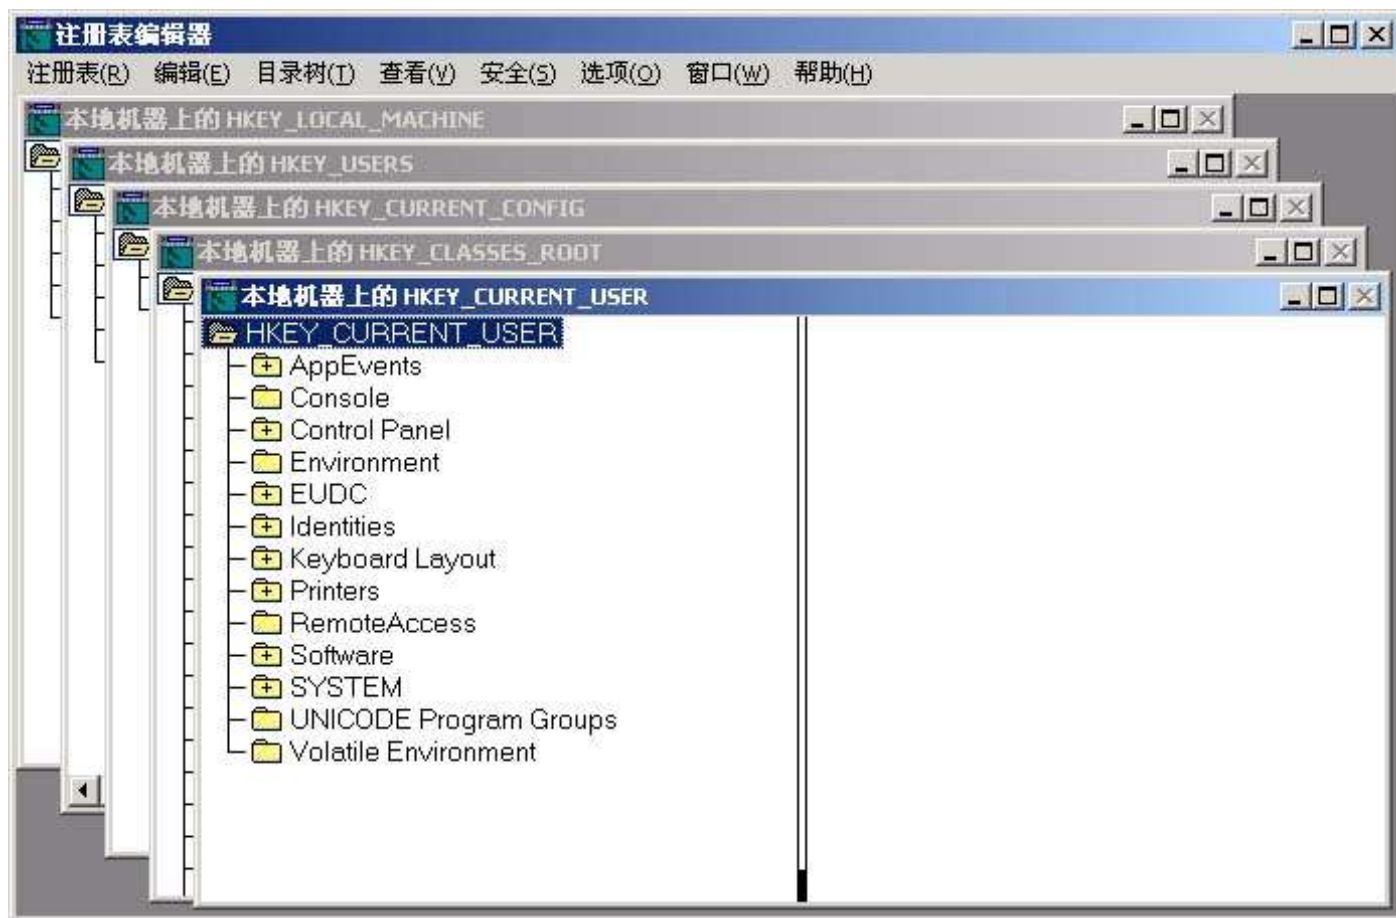 注册表编辑器
注册表(R) 编辑(E) 目录树(T) 查看(V) 安全(S) 选项(O) 窗口(W) 帮助(H)
本地机器上的 HKEY_LOCAL_MACHINE
本地机器上的 HKEY_USERS
本地机器上的 HKEY_CURRENT_CONFIG
本地机器上的 HKEY_CLASSES_ROOT
本地机器上的 HKEY_CURRENT_USER
HKEY_CURRENT_USER
AppEvents
Console
Control Panel
Environment
EUDC
Identities
Keyboard Layout
Printers
RemoteAccess
Software
SYSTEM
UNICODE Program Groups
Volatile Environment